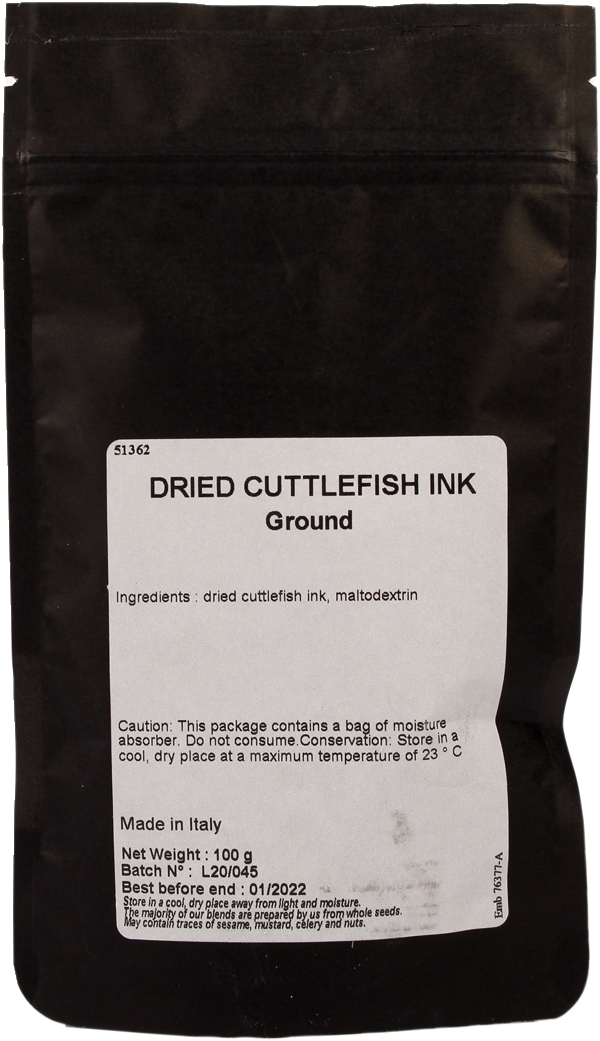 51362
DRIED CUTTLEFISH INK
Ground
Ingredients : dried cuttlefish ink, maltodextrin
Caution: This package contains a bag of moisture
absorber. Do not consume.Conservation: Store in a
cool, dry place at a maximum temperature of 23 ° C
Made in Italy
Net Weight : 100 g
Batch N° : L20/045
Best before end : 01/2022
Store in a cool, dry place away from light and moisture.
The majority of our blends are prepared by us from whole seeds.
May contain traces of sesame, mustard, celery and nuts.
Emb 76377-A